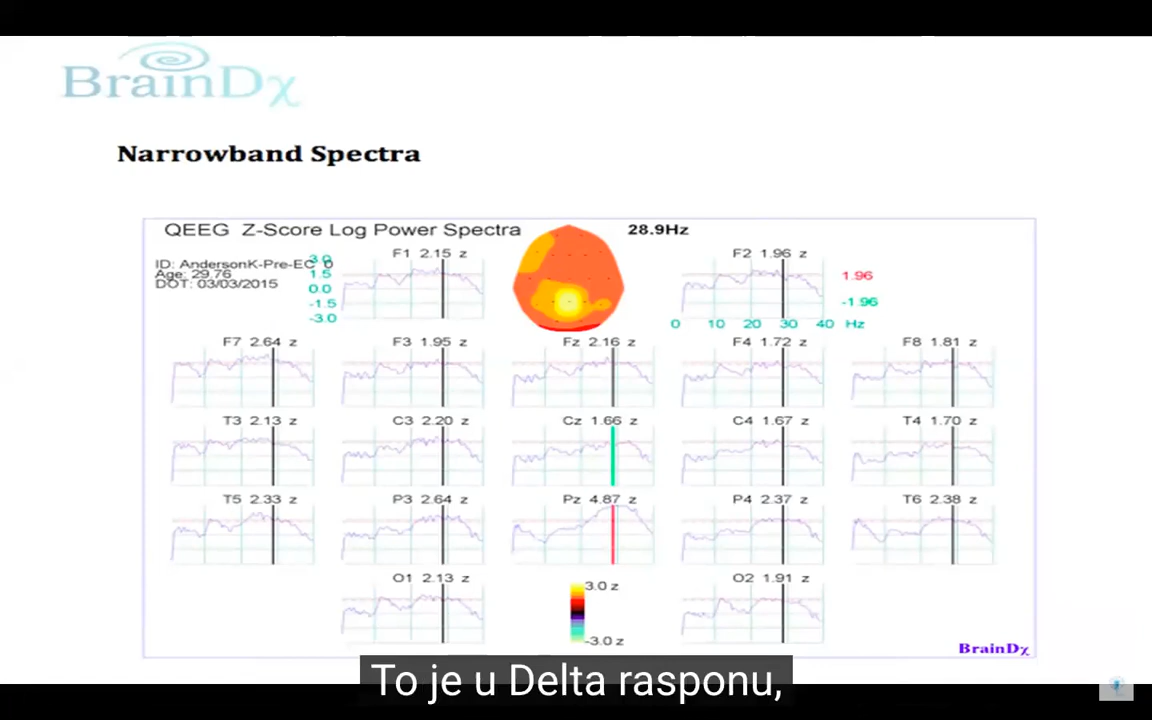 BrainDχ
Narrowband Spectra
QEEG Z-Score Log Power Spectra
28.9Hz
ID: AndersonK-Pre-EC 0
Age: 29.76
DOT: 03/03/2015
3.0
1.5
0.0
-1.5
-3.0
F1 2.15 z
F2 1.96 z
1.96
-1.96
0 10 20 30 40 Hz
F7 2.64 z
F3 1.95 z
Fz 2.16 z
F4 1.72 z
F8 1.81 z
T3 2.13 z
C3 2.20 z
Cz 1.66 z
C4 1.67 z
T4 1.70 z
T5 2.33 z
P3 2.64 z
Pz 4.87 z
P4 2.37 z
T6 2.38 z
O1 2.13 z
3.0 z
-3.0 z
O2 1.91 z
BrainDχ
To je u Delta rasponu,